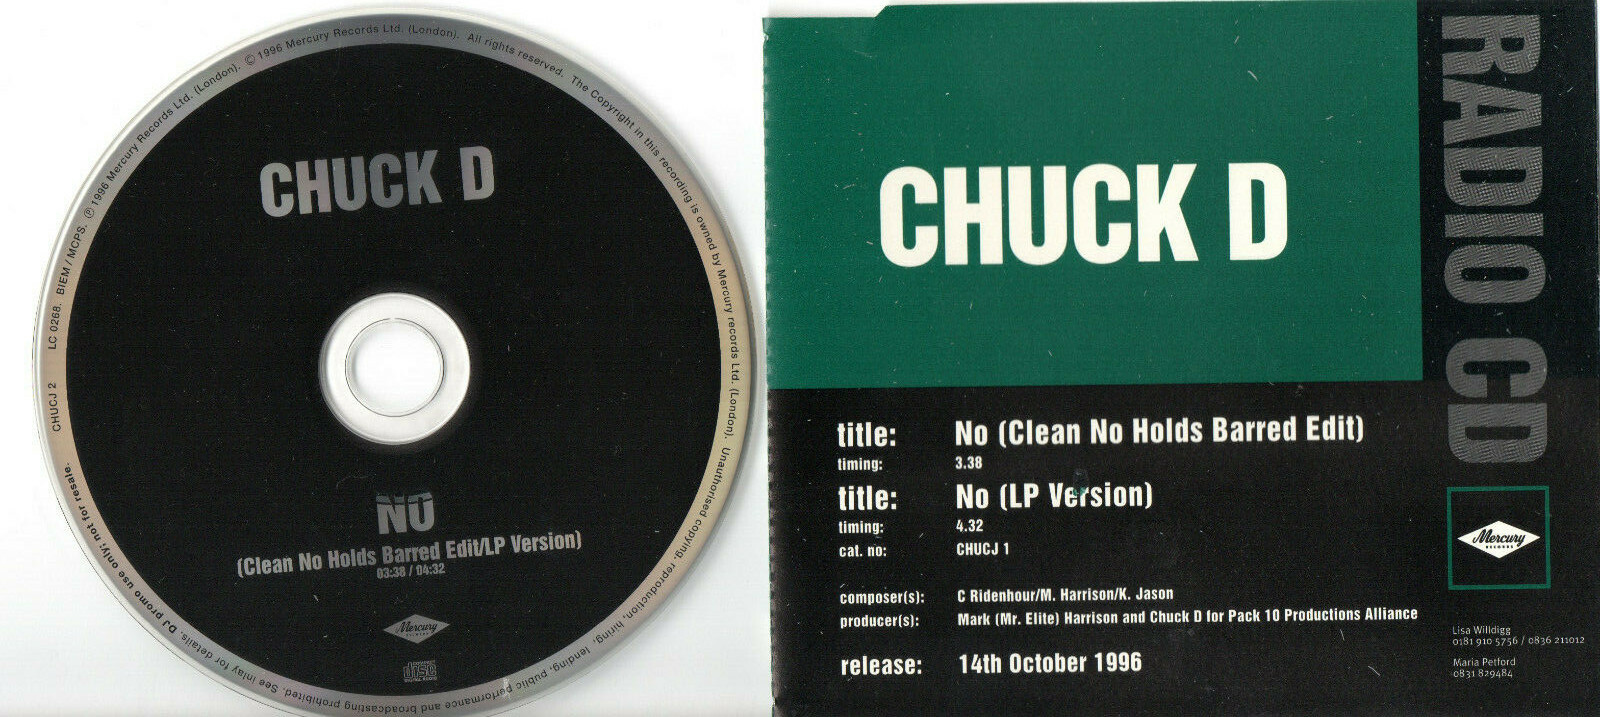 ℗ 1996 Mercury Records Ltd. (London). © 1996 Mercury Records Ltd. (London). All rights reserved. The Copyright in this recording is owned by Mercury records Ltd. (London). Unauthorised copying, reproduction, hiring, lending, public performance and broadcasting prohibited. See inlay for details. DJ promo use only; not for resale.
CHUCJ 2 LC 0268. BIEM / MCPS.
CHUCK D
NO
(Clean No Holds Barred Edit/LP Version)
03:38 / 04:32
Mercury
RECORDS
COMPACT
disc
DIGITAL AUDIO
CHUCK D
RADIO CD
title: No (Clean No Holds Barred Edit)
timing: 3.38
title: No (LP Version)
timing: 4.32
cat. no: CHUCJ 1
composer(s): C Ridenhour/M. Harrison/K. Jason
producer(s): Mark (Mr. Elite) Harrison and Chuck D for Pack 10 Productions Alliance
release: 14th October 1996
Mercury
RECORDS
Lisa Willdigg
0181 910 5756 / 0836 211012
Maria Petford
0831 829484